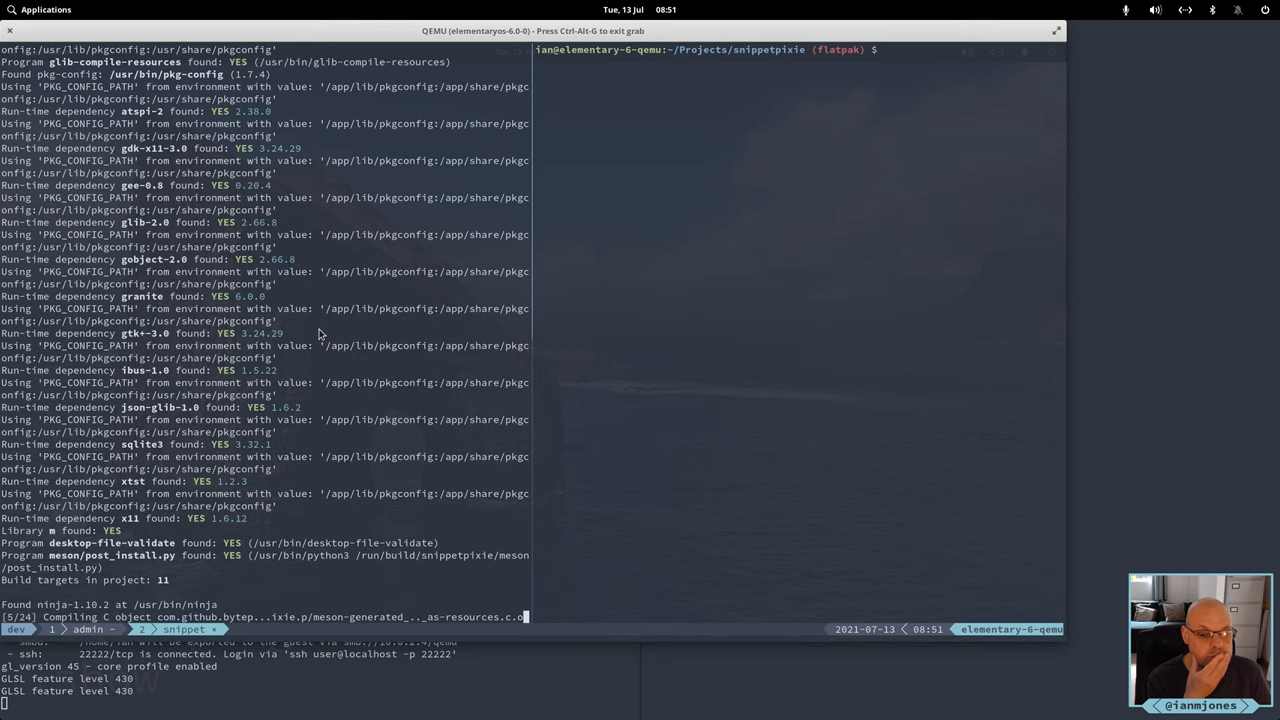 Applications
Tue, 13 Jul 08:51
QEMU (elementaryos-6.0-0) - Press Ctrl-Alt-G to exit grab
onfig:/usr/lib/pkgconfig:/usr/share/pkgconfig'
Program glib-compile-resources found: YES (/usr/bin/glib-compile-resources)
Found pkg-config: /usr/bin/pkg-config (1.7.4)
Using 'PKG_CONFIG_PATH' from environment with value: '/app/lib/pkgconfig:/app/share/pkgc
onfig:/usr/lib/pkgconfig:/usr/share/pkgconfig'
Run-time dependency atspi-2 found: YES 2.38.0
Using 'PKG_CONFIG_PATH' from environment with value: '/app/lib/pkgconfig:/app/share/pkgc
onfig:/usr/lib/pkgconfig:/usr/share/pkgconfig'
Run-time dependency gdk-x11-3.0 found: YES 3.24.29
Using 'PKG_CONFIG_PATH' from environment with value: '/app/lib/pkgconfig:/app/share/pkgc
onfig:/usr/lib/pkgconfig:/usr/share/pkgconfig'
Run-time dependency gee-0.8 found: YES 0.20.4
Using 'PKG_CONFIG_PATH' from environment with value: '/app/lib/pkgconfig:/app/share/pkgc
onfig:/usr/lib/pkgconfig:/usr/share/pkgconfig'
Run-time dependency glib-2.0 found: YES 2.66.8
Using 'PKG_CONFIG_PATH' from environment with value: '/app/lib/pkgconfig:/app/share/pkgc
onfig:/usr/lib/pkgconfig:/usr/share/pkgconfig'
Run-time dependency gobject-2.0 found: YES 2.66.8
Using 'PKG_CONFIG_PATH' from environment with value: '/app/lib/pkgconfig:/app/share/pkgc
onfig:/usr/lib/pkgconfig:/usr/share/pkgconfig'
Run-time dependency granite found: YES 6.0.0
Using 'PKG_CONFIG_PATH' from environment with value: '/app/lib/pkgconfig:/app/share/pkgc
onfig:/usr/lib/pkgconfig:/usr/share/pkgconfig'
Run-time dependency gtk+-3.0 found: YES 3.24.29
Using 'PKG_CONFIG_PATH' from environment with value: '/app/lib/pkgconfig:/app/share/pkgc
onfig:/usr/lib/pkgconfig:/usr/share/pkgconfig'
Run-time dependency ibus-1.0 found: YES 1.5.22
Using 'PKG_CONFIG_PATH' from environment with value: '/app/lib/pkgconfig:/app/share/pkgc
onfig:/usr/lib/pkgconfig:/usr/share/pkgconfig'
Run-time dependency json-glib-1.0 found: YES 1.6.2
Using 'PKG_CONFIG_PATH' from environment with value: '/app/lib/pkgconfig:/app/share/pkgc
onfig:/usr/lib/pkgconfig:/usr/share/pkgconfig'
Run-time dependency sqlite3 found: YES 3.32.1
Using 'PKG_CONFIG_PATH' from environment with value: '/app/lib/pkgconfig:/app/share/pkgc
onfig:/usr/lib/pkgconfig:/usr/share/pkgconfig'
Run-time dependency xtst found: YES 1.2.3
Using 'PKG_CONFIG_PATH' from environment with value: '/app/lib/pkgconfig:/app/share/pkgc
onfig:/usr/lib/pkgconfig:/usr/share/pkgconfig'
Run-time dependency x11 found: YES 1.6.12
Library m found: YES
Program desktop-file-validate found: YES (/usr/bin/desktop-file-validate)
Program meson/post_install.py found: YES (/usr/bin/python3 /run/build/snippetpixie/meson
/post_install.py)
Build targets in project: 11
Found ninja-1.10.2 at /usr/bin/ninja
[5/24] Compiling C object com.github.bytep...ixie.p/meson-generated_.._as-resources.c.o
ian@elementary-6-qemu:~/Projects/snippetpixie (flatpak) $
dev 1 admin - 2 snippet * 2021-07-13 08:51 elementary-6-qemu
- ssh: 22222/tcp is connected. Login via 'ssh user@localhost -p 22222'
gl_version 45 - core profile enabled
GLSL feature level 430
GLSL feature level 430
@ianmjones